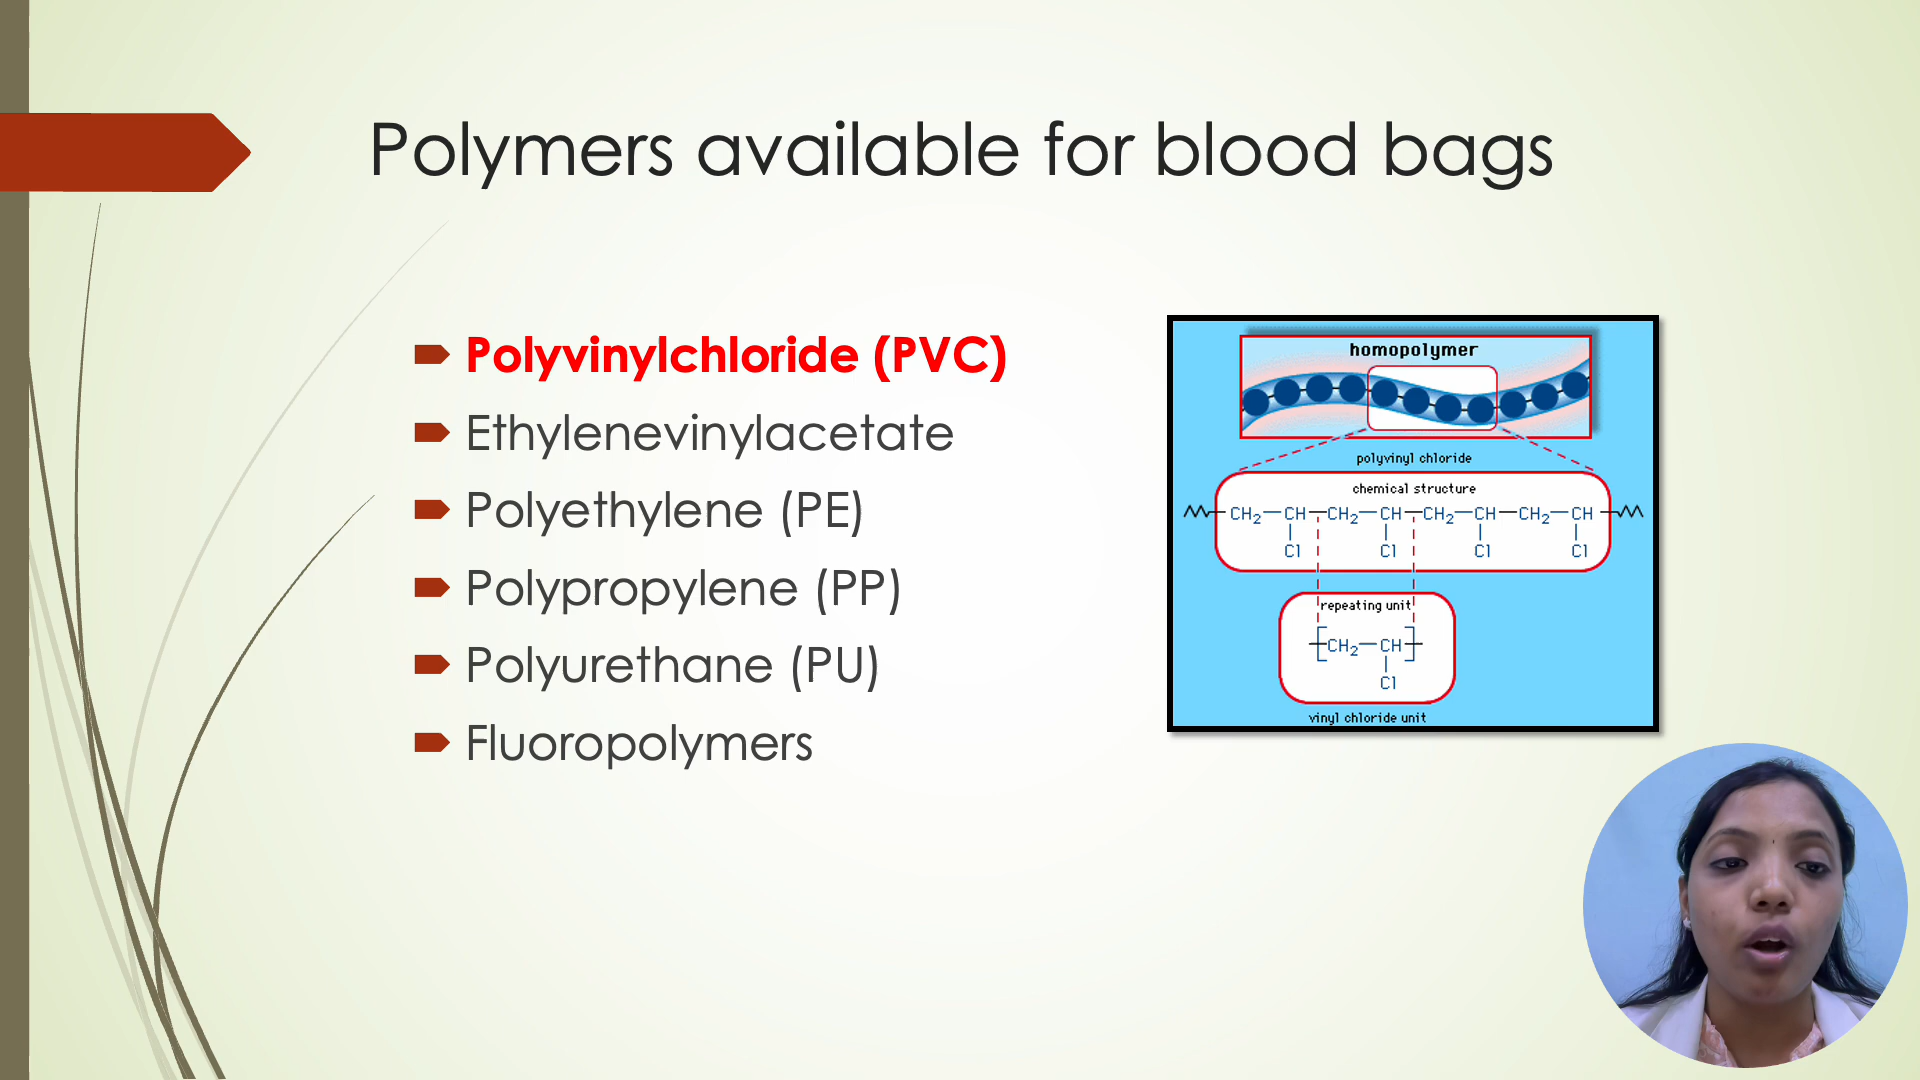 Polymers available for blood bags
Polyvinylchloride (PVC)
Ethylenevinylacetate
Polyethylene (PE)
Polypropylene (PP)
Polyurethane (PU)
Fluoropolymers
homopolymer
polyvinyl chloride
chemical structure
CH2—CH—CH2—CH—CH2—CH—CH2—CH
Cl Cl Cl Cl
repeating unit
[CH2—CH]
Cl
vinyl chloride unit